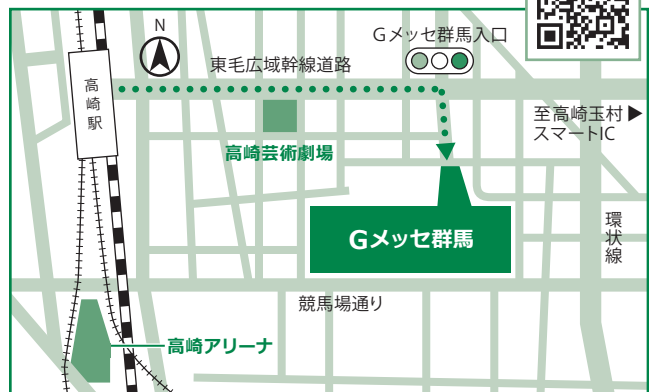 N
Gメッセ群馬入口
東毛広域幹線道路
高崎駅
至高崎玉村▶
スマートIC
高崎芸術劇場
Gメッセ群馬
環状線
競馬場通り
高崎アリーナ